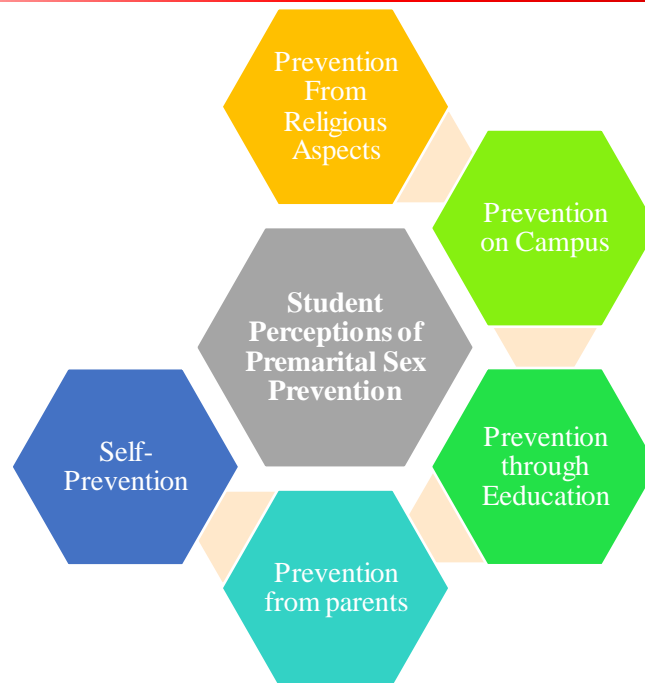 Prevention
From
Religious
Aspects
Prevention
on Campus
Student
Perceptions of
Premarital Sex
Prevention
Prevention
through
Eeducation
Self-
Prevention
Prevention
from parents